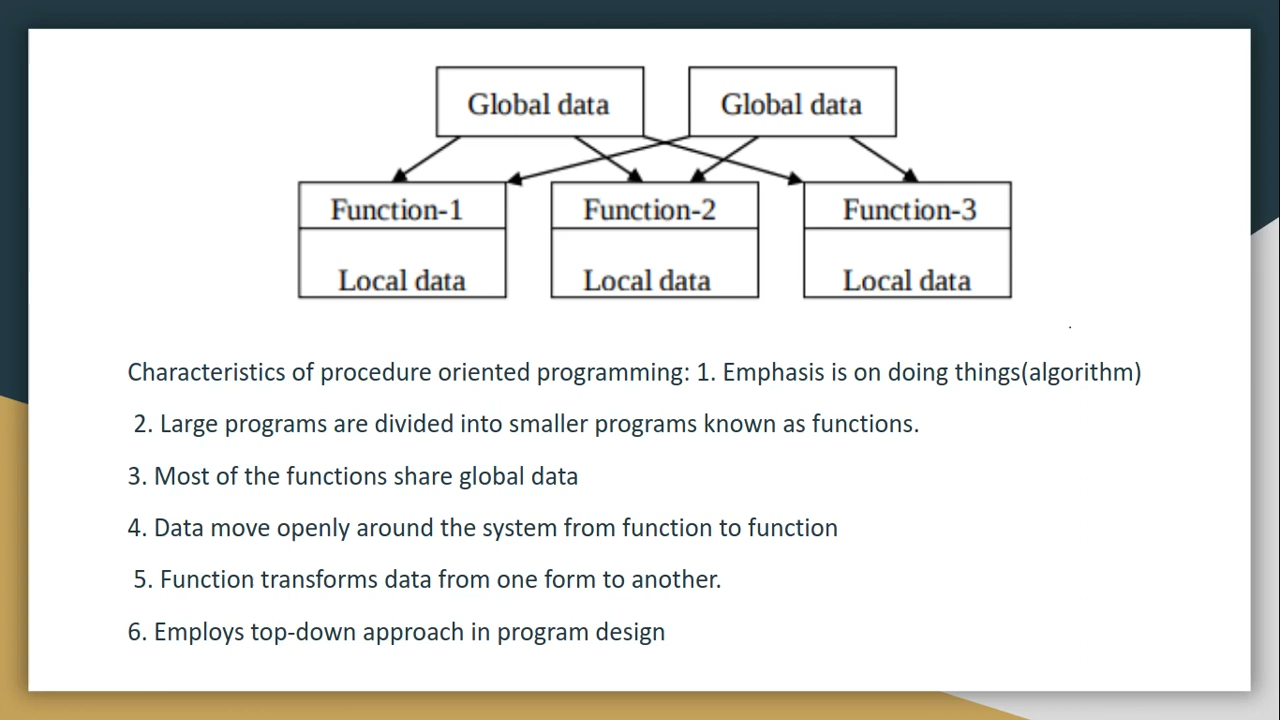 Global data Global data
Function-1 Function-2 Function-3
Local data Local data Local data
Characteristics of procedure oriented programming: 1. Emphasis is on doing things(algorithm)
2. Large programs are divided into smaller programs known as functions.
3. Most of the functions share global data
4. Data move openly around the system from function to function
5. Function transforms data from one form to another.
6. Employs top-down approach in program design